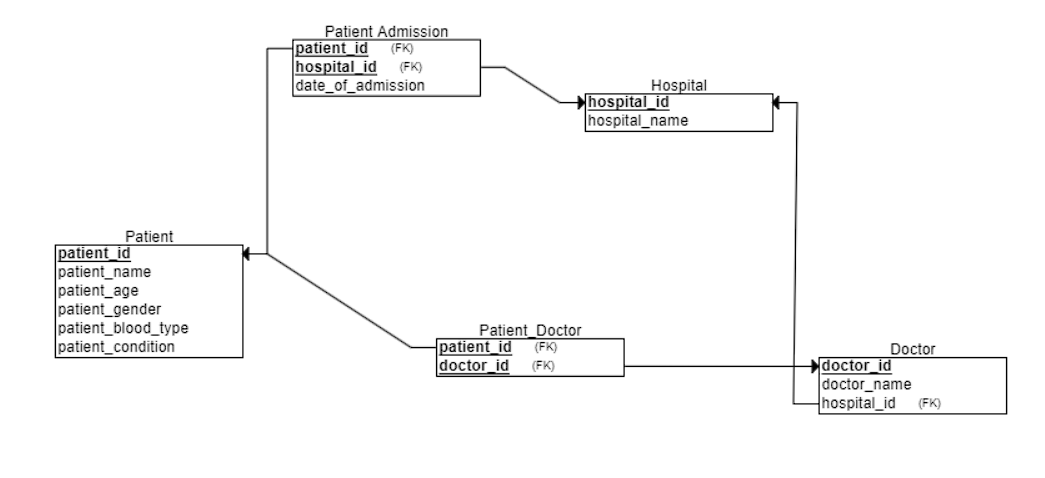 Patient Admission
patient_id (FK)
hospital_id (FK)
date_of_admission
Hospital
hospital_id
hospital_name
Patient
patient_id
patient_name
patient_age
patient_gender
patient_blood_type
patient_condition
Patient_Doctor
patient_id (FK)
doctor_id (FK)
Doctor
doctor_id
doctor_name
hospital_id (FK)